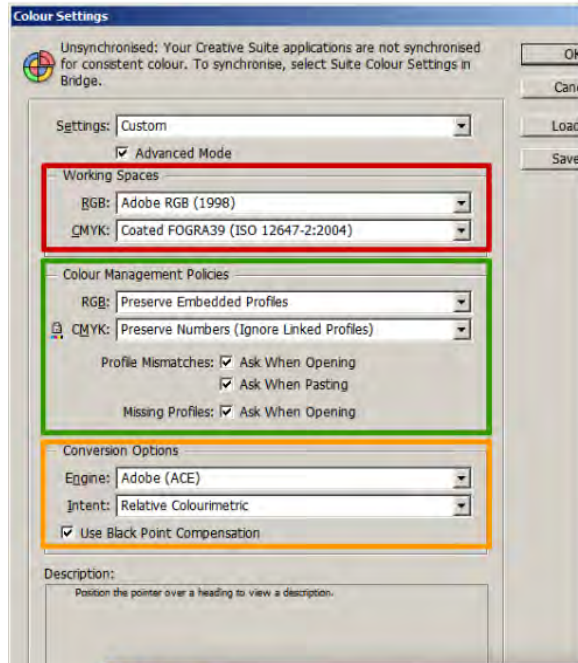 Colour Settings
Unsynchronised: Your Creative Suite applications are not synchronised
for consistent colour. To synchronise, select Suite Colour Settings in
Bridge.
Settings: Custom
Advanced Mode
Working Spaces
RGB: Adobe RGB (1998)
CMYK: Coated FOGRA39 (ISO 12647-2:2004)
Colour Management Policies
RGB: Preserve Embedded Profiles
CMYK: Preserve Numbers (Ignore Linked Profiles)
Profile Mismatches: Ask When Opening
Ask When Pasting
Missing Profiles: Ask When Opening
Conversion Options
Engine: Adobe (ACE)
Intent: Relative Colourimetric
Use Black Point Compensation
Description:
Position the pointer over a heading to view a description.
Load
Save